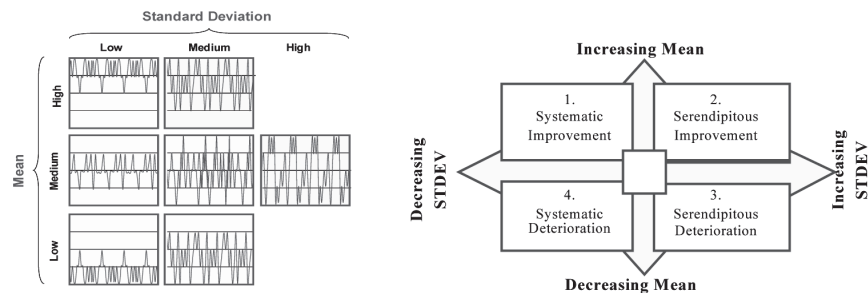 Standard Deviation
Low
Medium
High
Mean
High
Medium
Low
Increasing Mean
Decreasing
STDEV
Increasing
STDEV
1.
Systematic
Improvement
2.
Serendipitous
Improvement
4.
Systematic
Deterioration
3.
Serendipitous
Deterioration
Decreasing Mean